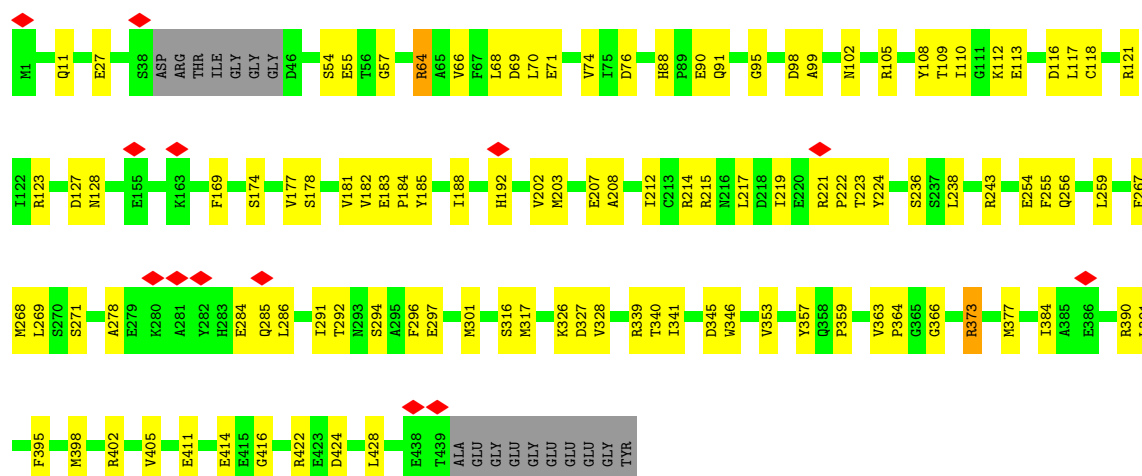 M1 Q11 E27 S38 ASP ARG THR ILE GLY GLY GLY D46 S54 E55 T56 G57 R64 A65 V66 F67 L68 D69 L70 E71 V74 I75 D76 H88 P89 E90 Q91 G95 D98 A99 N102 R105 Y108 T109 I110 G111 K112 E113 D116 L117 C118 R121
I122 R123 D127 N128 E155 K163 F169 S174 V177 S178 V181 V182 E183 P184 Y185 I188 H192 V202 M203 E207 A208 I212 C213 R214 R215 N216 L217 D218 I219 E220 R221 P222 T223 Y224 S236 S237 L238 R243 E254 F255 Q256 L259 F267
M268 L269 S270 S271 A278 E279 K280 A281 Y282 H283 E284 Q285 L286 I291 T292 N293 S294 A295 F296 E297 M301 S316 M317 K326 D327 V328 R339 T340 I341 D345 W346 V353 Y357 Q358 P359 V363 P364 G365 G366 R373 M377 I384 A385 E386 R390
F395 M398 R402 V405 E411 E414 E415 G416 R422 E423 D424 L428 E438 T439 ALA GLU GLY GLU GLY GLU GLU GLU GLY TYR